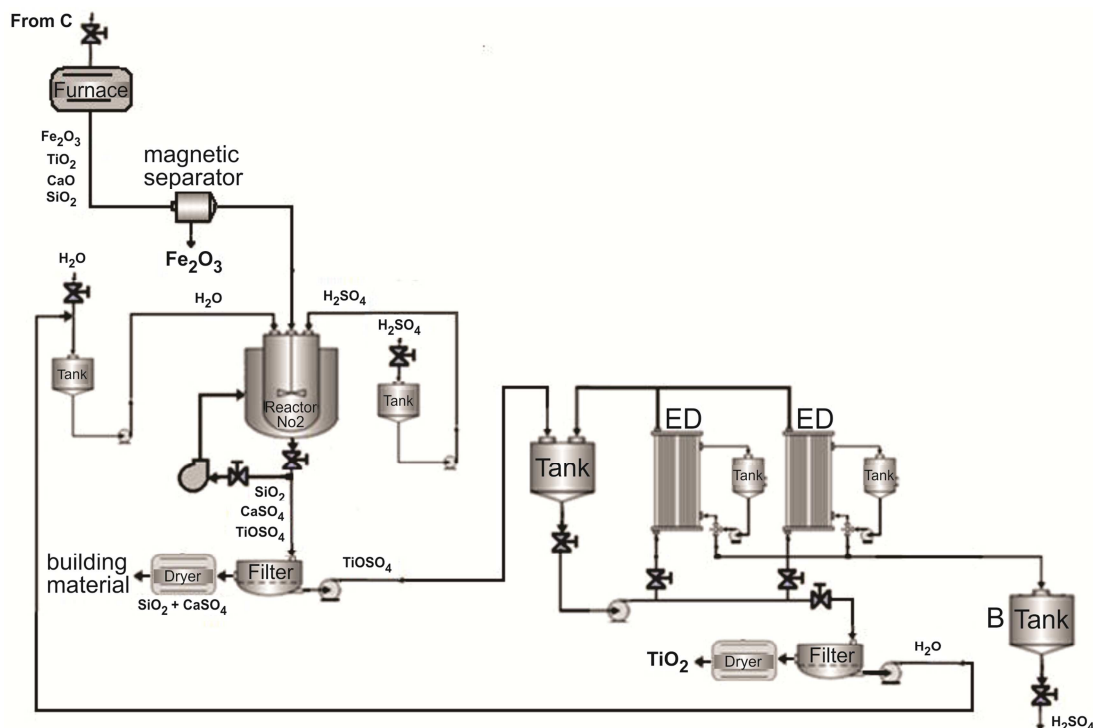 From C
Furnace
Fe₂O₃
TiO₂
CaO
SiO₂
magnetic
separator
Fe₂O₃
H₂O
H₂O
H₂SO₄
H₂SO₄
Tank
Tank
Reactor
No2
SiO₂
CaSO₄
TiOSO₄
building
material
Dryer
SiO₂ + CaSO₄
Filter
TiOSO₄
Tank
ED
ED
Tank
Tank
B
Tank
TiO₂
Dryer
Filter
H₂O
H₂SO₄